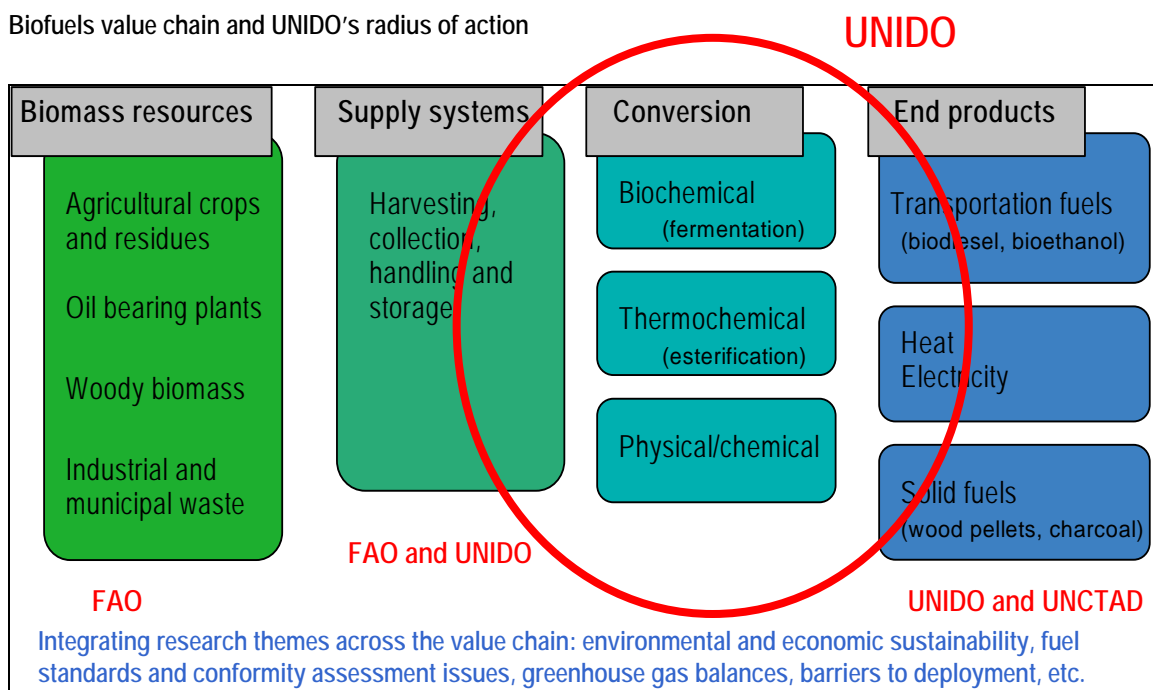 Biofuels value chain and UNIDO's radius of action
UNIDO
Biomass resources
Agricultural crops
and residues
Oil bearing plants
Woody biomass
Industrial and
municipal waste
FAO
Supply systems
Harvesting,
collection,
handling and
storage
FAO and UNIDO
Conversion
Biochemical
(fermentation)
Thermochemical
(esterification)
Physical/chemical
End products
Transportation fuels
(biodiesel, bioethanol)
Heat
Electricity
Solid fuels
(wood pellets, charcoal)
UNIDO and UNCTAD
Integrating research themes across the value chain: environmental and economic sustainability, fuel
standards and conformity assessment issues, greenhouse gas balances, barriers to deployment, etc.